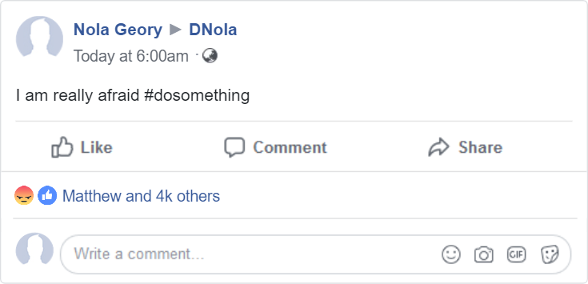 Nola Geory ▶ DNola
Today at 6:00am ·
I am really afraid #dosomething
Like Comment Share
Matthew and 4k others
Write a comment... GIF